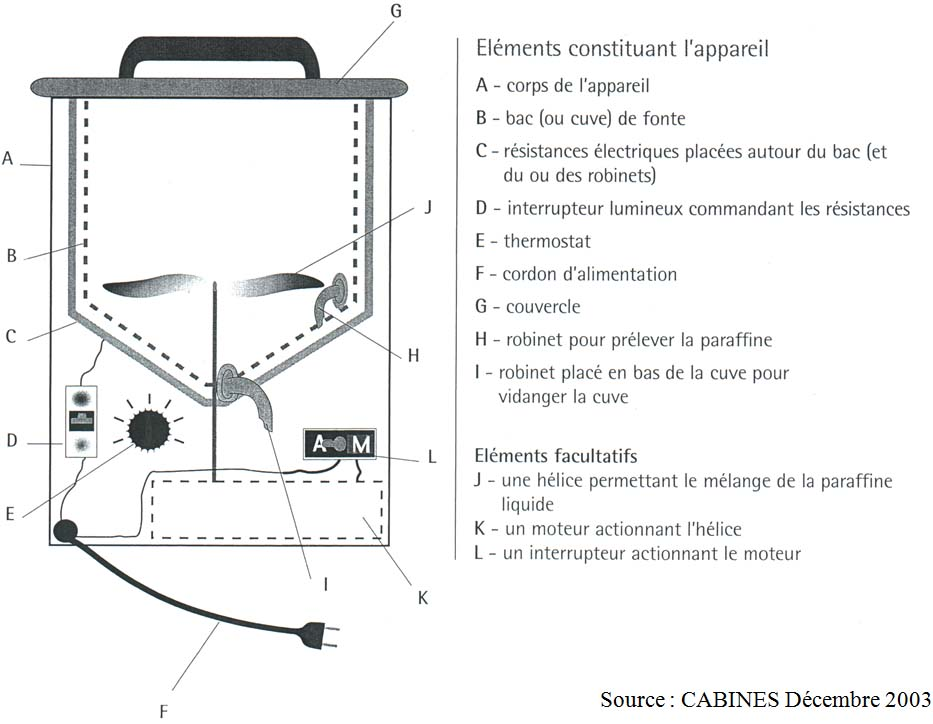 G
A
B
C
D
E
F
J
H
L
I
K
A M
Eléments constituant l'appareil
A - corps de l'appareil
B - bac (ou cuve) de fonte
C - résistances électriques placées autour du bac (et
du ou des robinets)
D - interrupteur lumineux commandant les résistances
E - thermostat
F - cordon d'alimentation
G - couvercle
H - robinet pour prélever la paraffine
I - robinet placé en bas de la cuve pour
vidanger la cuve
Eléments facultatifs
J - une hélice permettant le mélange de la paraffine
liquide
K - un moteur actionnant l'hélice
L - un interrupteur actionnant le moteur
Source : CABINES Décembre 2003